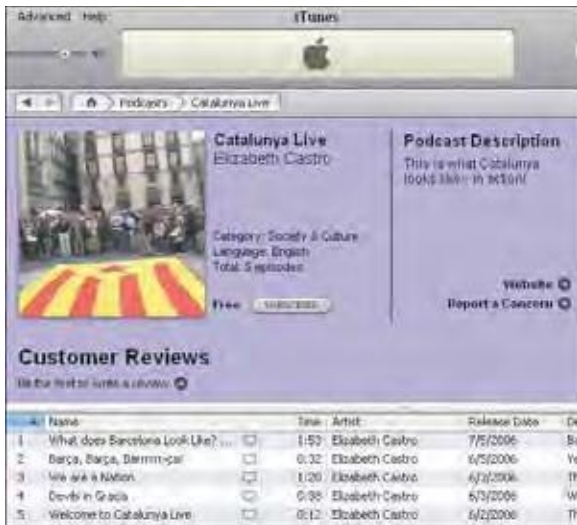 Advanced Help
iTunes
Podcasts Catalunya Live
Catalunya Live
Elizabeth Castro
Category: Society & Culture
Language: English
Total: 5 episodes
Free SUBSCRIBE
Podcast Description
This is what Catalunya
looks like-- in action!
Website
Report a Concern
Customer Reviews
Be the first to write a review
Name Time Artist Release Date
1 What does Barcelona Look Like? ... 1:53 Elizabeth Castro 7/5/2006
2 Barça, Barça, 0:32 Elizabeth Castro 6/5/2006
3 We are a Nation 1:20 Elizabeth Castro
4 Devils in Gracia 0:38 Elizabeth Castro 6/3/2006
5 Welcome to Catalunya Live 0:12 Elizabeth Castro 6/2/2006